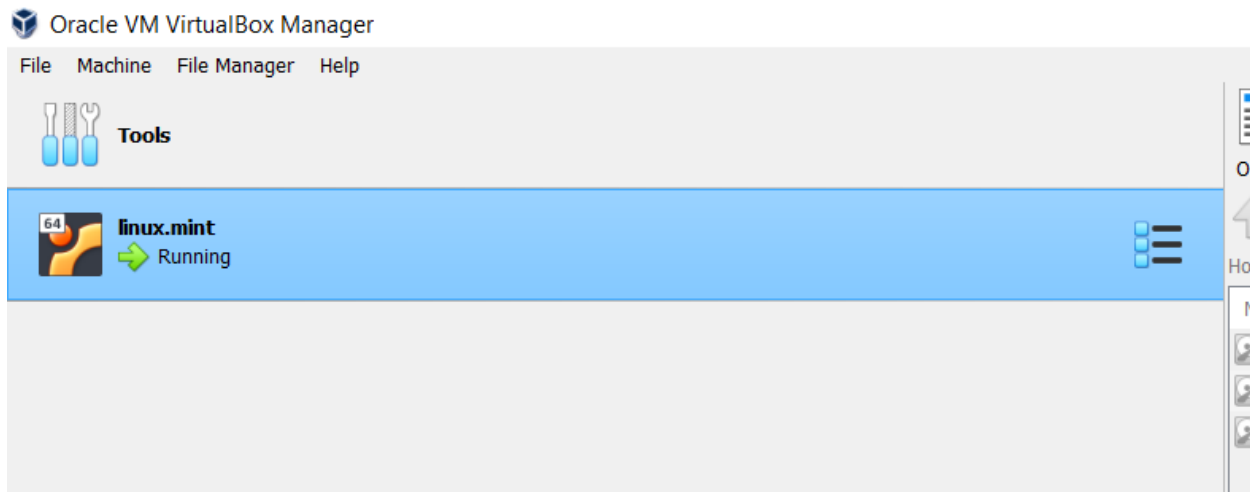 Oracle VM VirtualBox Manager
File Machine File Manager Help
Tools
64
linux.mint
Running